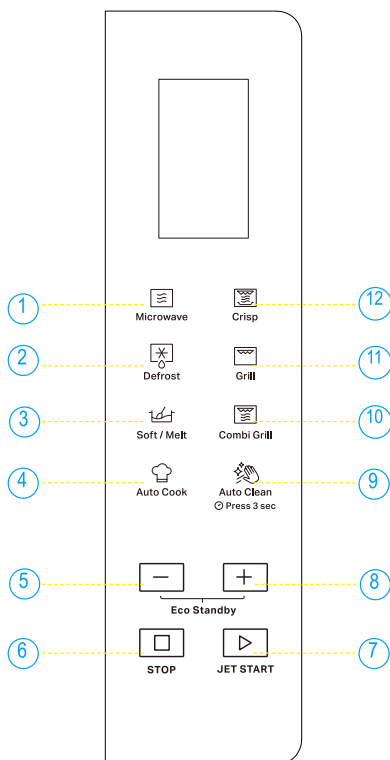 1
Microwave
Crisp
12
2
Defrost
Grill
11
3
Soft / Melt
Combi Grill
10
4
Auto Cook
Auto Clean
Press 3 sec
9
5
−
+
8
Eco Standby
6
STOP
JET START
7